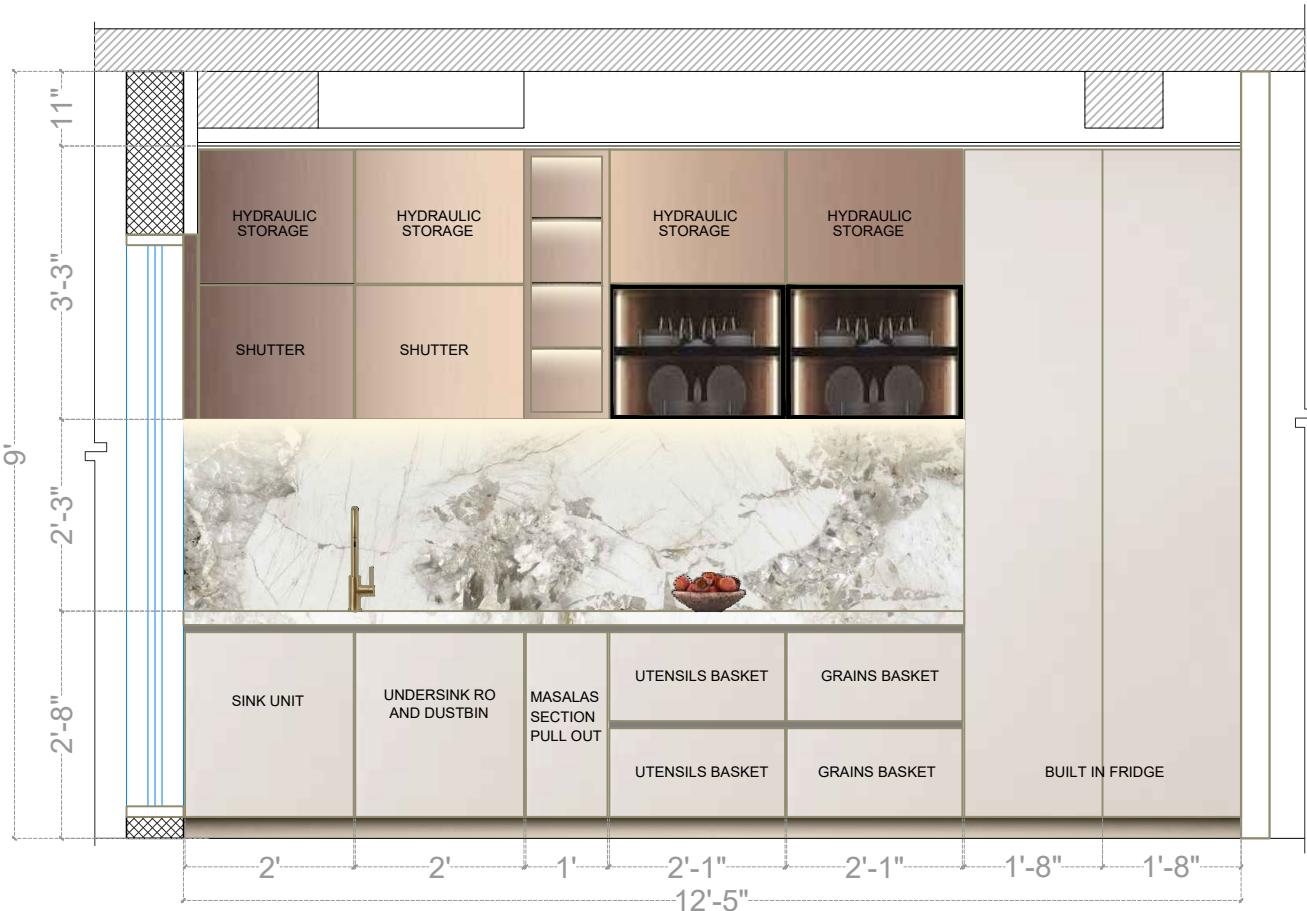 11"
HYDRAULIC
STORAGE
HYDRAULIC
STORAGE
HYDRAULIC
STORAGE
HYDRAULIC
STORAGE
3'-3"
SHUTTER
SHUTTER
9'
2'-3"
2'-8"
SINK UNIT
UNDERSINK RO
AND DUSTBIN
MASALAS
SECTION
PULL OUT
UTENSILS BASKET
GRAINS BASKET
UTENSILS BASKET
GRAINS BASKET
BUILT IN FRIDGE
2'
2'
1'
2'-1"
2'-1"
1'-8"
1'-8"
12'-5"